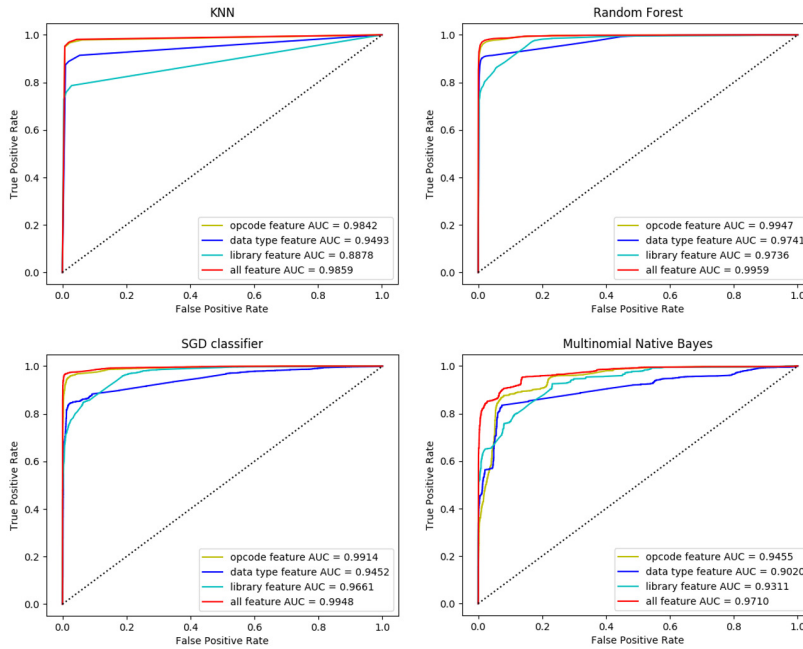 KNN
1.0
0.8
0.6
0.4
0.2
0.0
True Positive Rate
0.0 0.2 0.4 0.6 0.8 1.0
False Positive Rate
opcode feature AUC = 0.9842
data type feature AUC = 0.9493
library feature AUC = 0.8878
all feature AUC = 0.9859
Random Forest
1.0
0.8
0.6
0.4
0.2
0.0
True Positive Rate
0.0 0.2 0.4 0.6 0.8 1.0
False Positive Rate
opcode feature AUC = 0.9947
data type feature AUC = 0.9741
library feature AUC = 0.9736
all feature AUC = 0.9959
SGD classifier
1.0
0.8
0.6
0.4
0.2
0.0
True Positive Rate
0.0 0.2 0.4 0.6 0.8 1.0
False Positive Rate
opcode feature AUC = 0.9914
data type feature AUC = 0.9452
library feature AUC = 0.9661
all feature AUC = 0.9948
Multinomial Native Bayes
1.0
0.8
0.6
0.4
0.2
0.0
True Positive Rate
0.0 0.2 0.4 0.6 0.8 1.0
False Positive Rate
opcode feature AUC = 0.9455
data type feature AUC = 0.9020
library feature AUC = 0.9311
all feature AUC = 0.9710